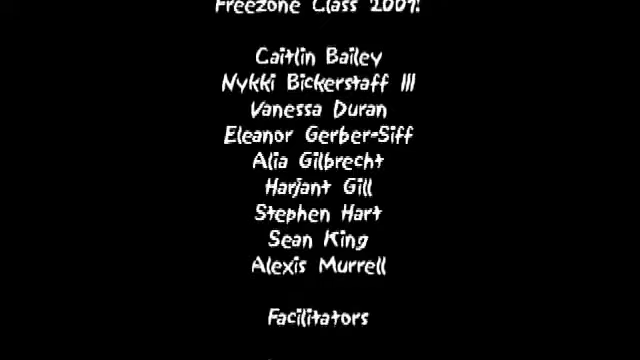 Freezone Class 2001:
Caitlin Bailey
Nykki Bickerstaff III
Vanessa Duran
Eleanor Gerber-Siff
Alia Gilbrecht
Harjant Gill
Stephen Hart
Sean King
Alexis Murrell
Facilitators